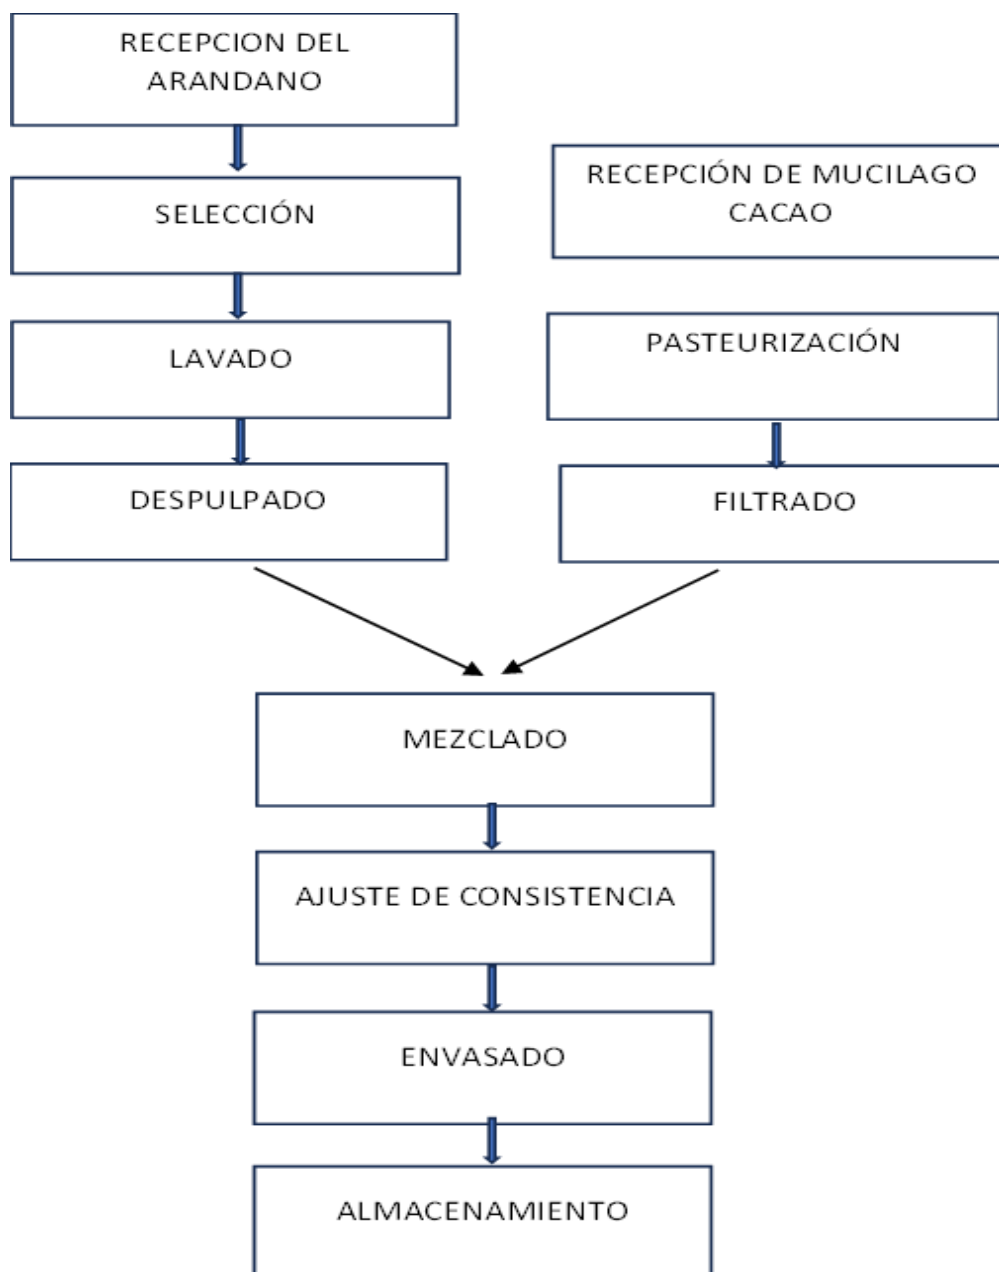 RECEPCION DEL
ARANDANO
SELECCIÓN
LAVADO
DESPULPADO
RECEPCIÓN DE MUCILAGO
CACAO
PASTEURIZACIÓN
FILTRADO
MEZCLADO
AJUSTE DE CONSISTENCIA
ENVASADO
ALMACENAMIENTO